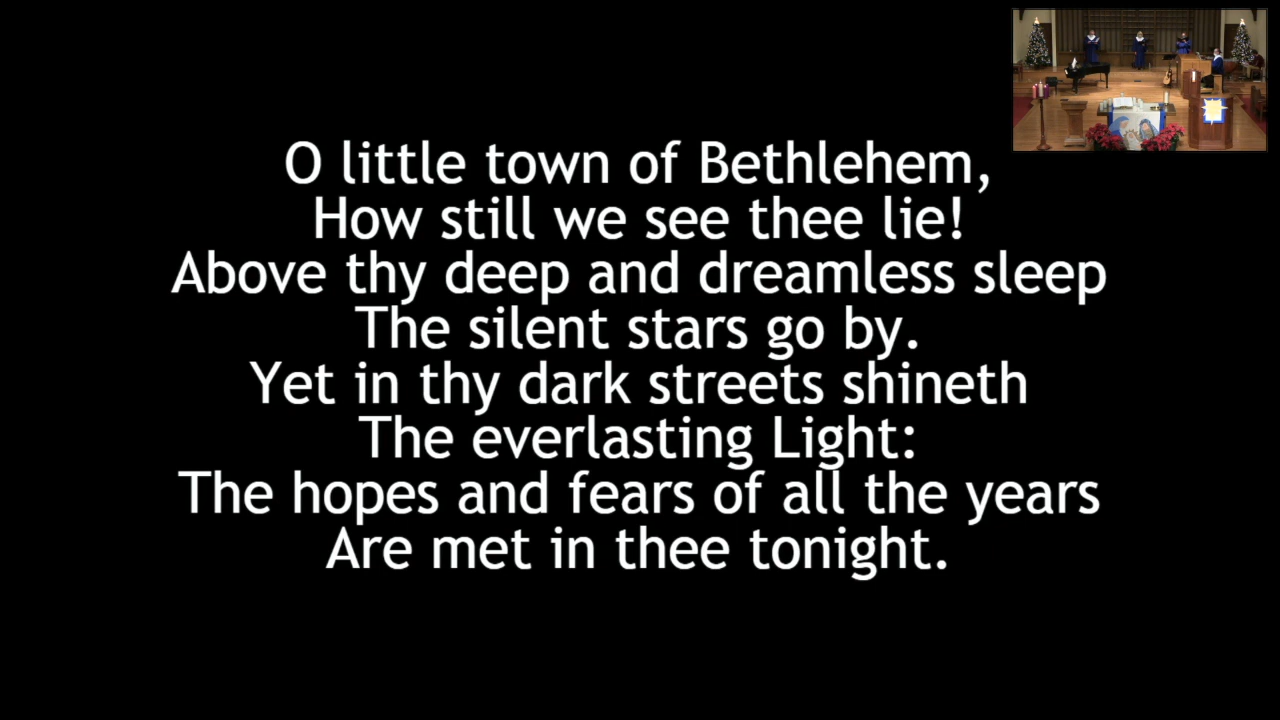 O little town of Bethlehem,
How still we see thee lie!
Above thy deep and dreamless sleep
The silent stars go by.
Yet in thy dark streets shineth
The everlasting Light:
The hopes and fears of all the years
Are met in thee tonight.